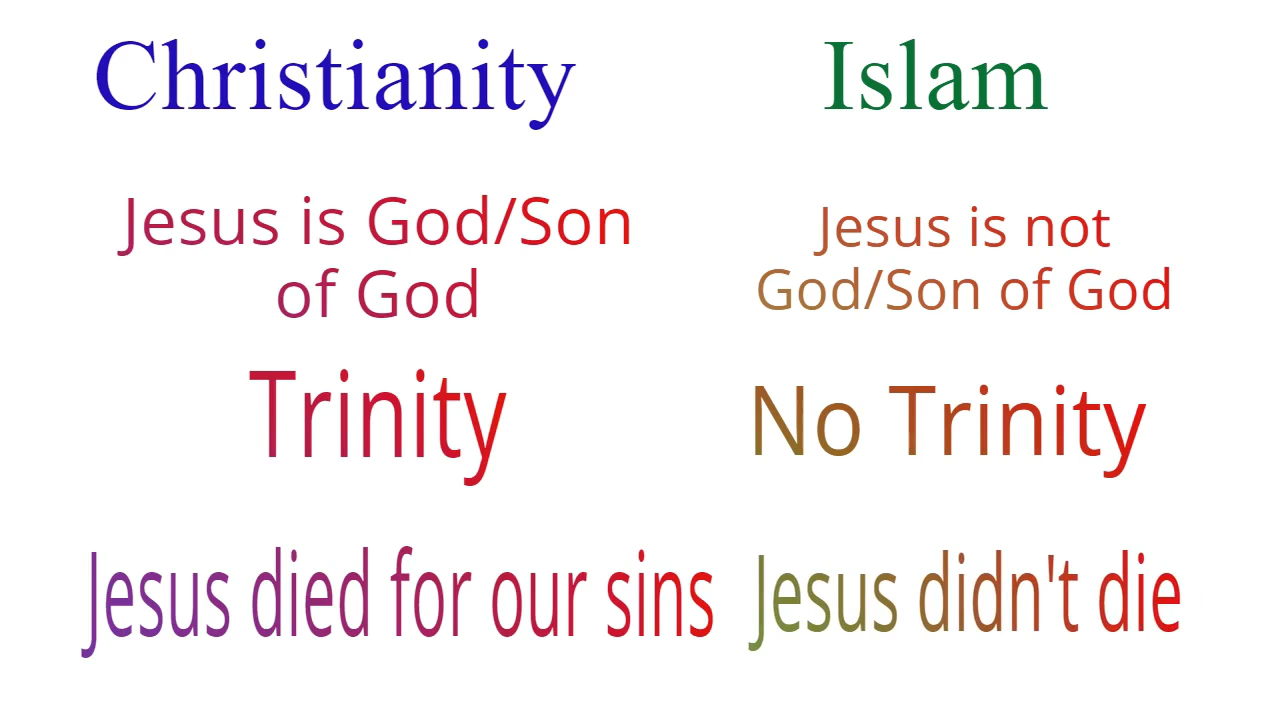 Christianity
Islam
Jesus is God/Son
of God
Jesus is not
God/Son of God
Trinity
No Trinity
Jesus died for our sins
Jesus didn't die